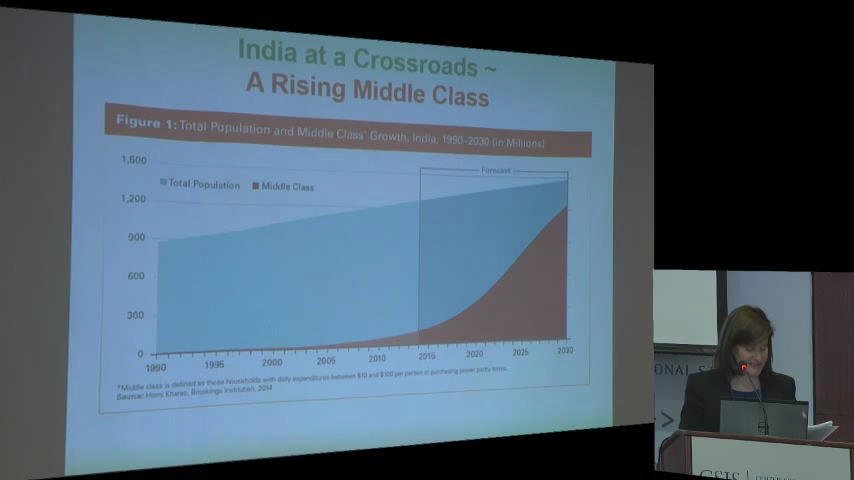 India at a Crossroads ~
A Rising Middle Class
Figure 1: Total Population and Middle Class* Growth, India, 1990–2030 (in Millions)
1,500
Forecast
Total Population
Middle Class
1,200
900
600
300
0
1990
1995
2000
2005
2010
2015
2020
2025
2030
*Middle class is defined as those households with daily expenditures between $10 and $100 per person in purchasing power parity terms.
Source: Homi Kharas, Brookings Institution, 2014
IONAL S
CSIS